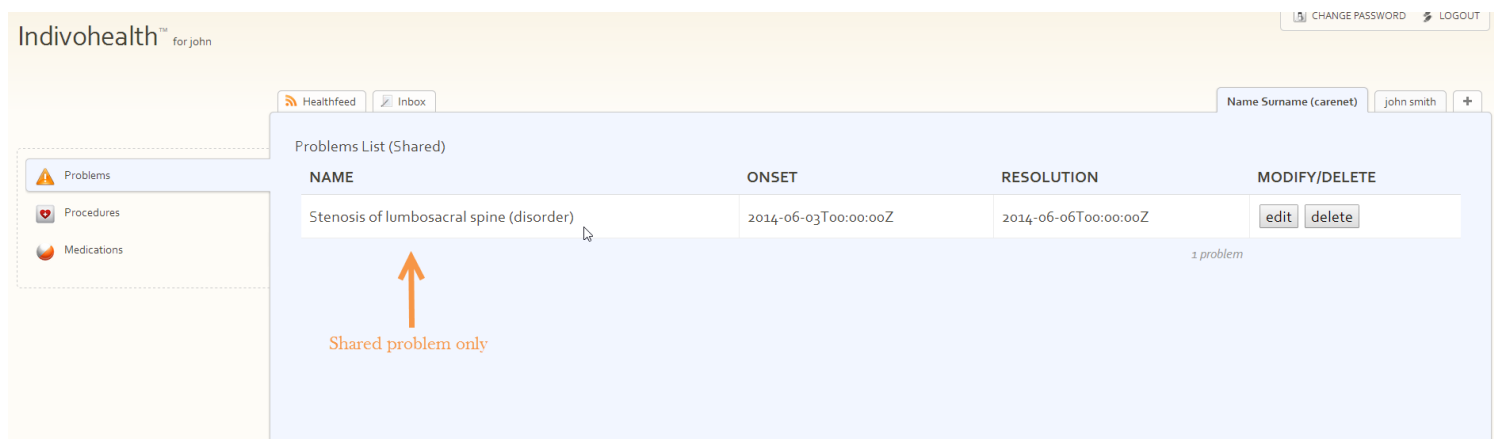 CHANGE PASSWORD LOGOUT
Indivohealth™ for john
Healthfeed Inbox Name Surname (carenet) john smith +
Problems List (Shared)
Problems
NAME ONSET RESOLUTION MODIFY/DELETE
Procedures
Stenosis of lumbosacral spine (disorder) 2014-06-03T00:00:00Z 2014-06-06T00:00:00Z edit delete
Medications
1 problem
Shared problem only